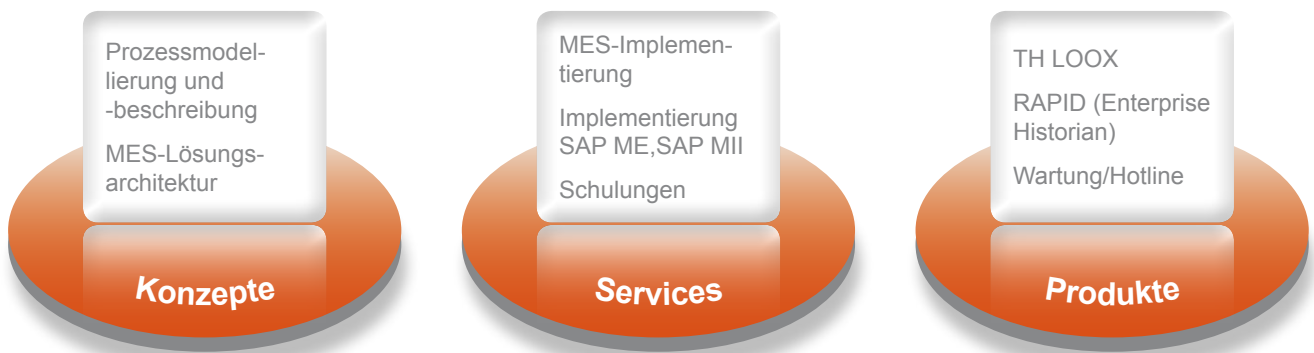 Prozessmodel-
lierung und
-beschreibung
MES-Lösungs-
architektur
Konzepte
MES-Implemen-
tierung
Implementierung
SAP ME,SAP MII
Schulungen
Services
TH LOOX
RAPID (Enterprise
Historian)
Wartung/Hotline
Produkte